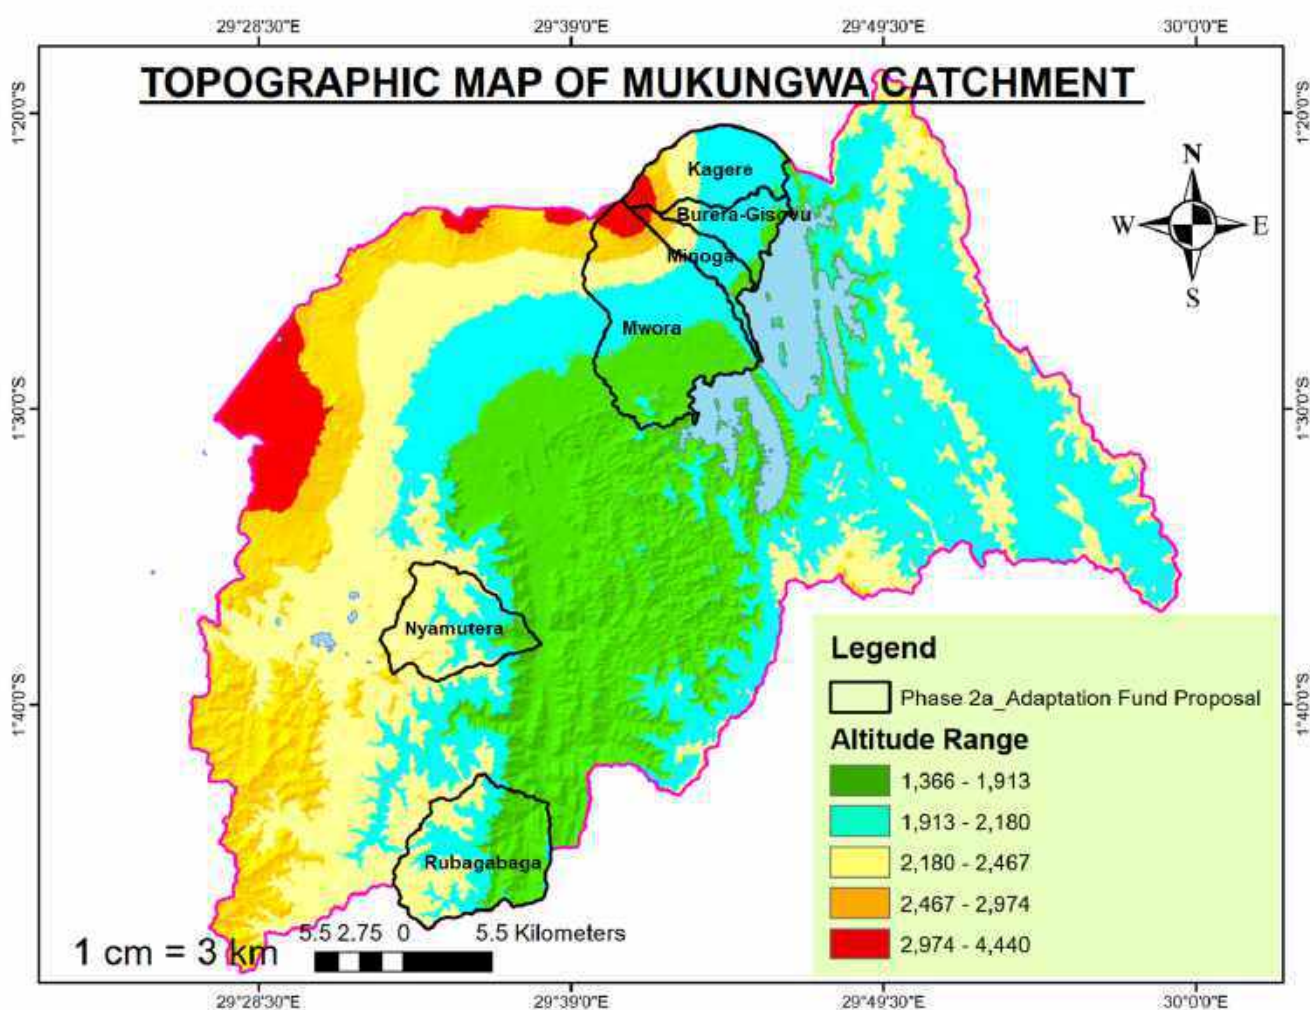 29°28'30"E 29°39'0"E 29°49'30"E 30°0'0"E
TOPOGRAPHIC MAP OF MUKUNGWA CATCHMENT
1°20'0"S 1°20'0"S
Kagere
N
Burera-Gisovu
W E
Minoga
S
Mwora
1°30'0"S 1°30'0"S
Nyamutera
Legend
Phase 2a_Adaptation Fund Proposal
1°40'0"S 1°40'0"S
Altitude Range
1,366 - 1,913
1,913 - 2,180
Rubagabaga
2,180 - 2,467
2,467 - 2,974
2,974 - 4,440
5.5 2.75 0 5.5 Kilometers
1 cm = 3 km
29°28'30"E 29°39'0"E 29°49'30"E 30°0'0"E